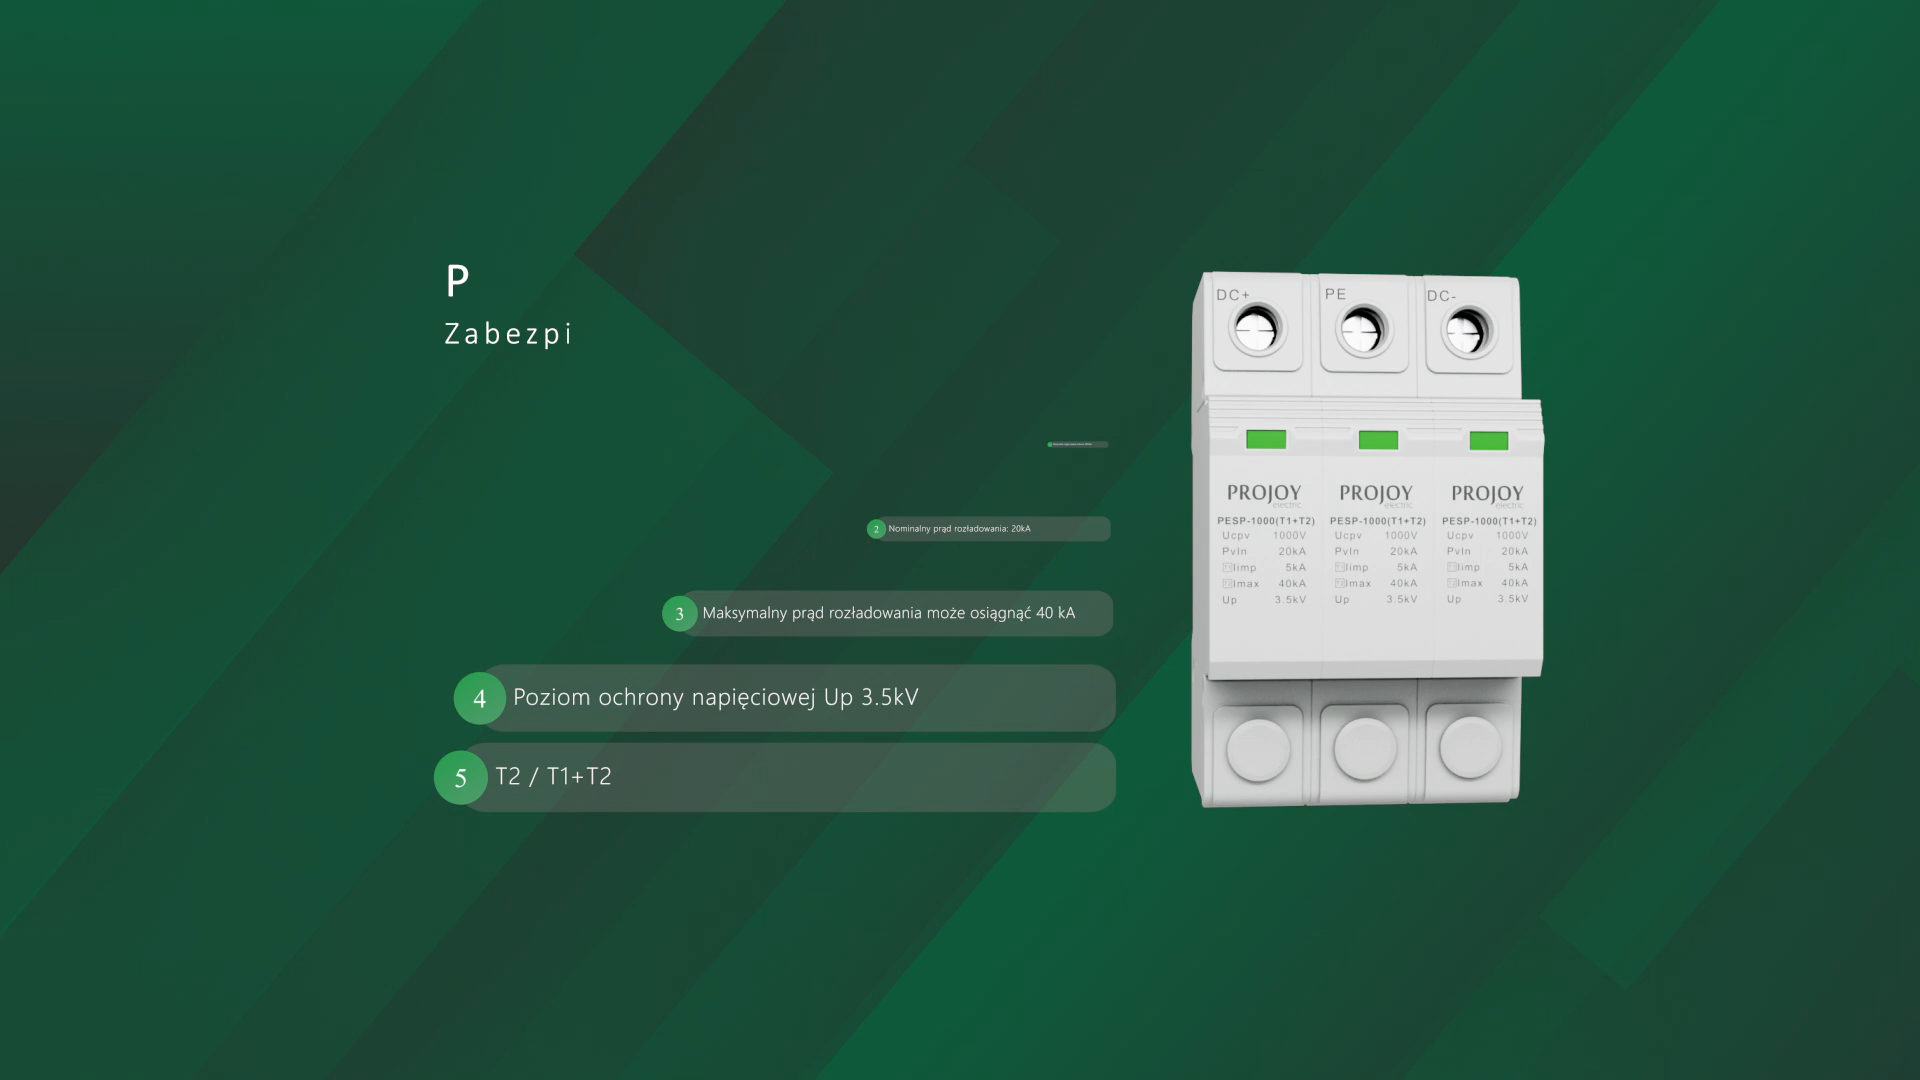 P
Zabezpi
2 Nominalny prąd rozładowania: 20kA
3 Maksymalny prąd rozładowania może osiągnąć 40 kA
4 Poziom ochrony napięciowej Up 3.5kV
5 T2 / T1+T2
DC+ PE DC-
PROJOY PROJOY PROJOY
electric electric electric
PESP-1000(T1+T2) PESP-1000(T1+T2) PESP-1000(T1+T2)
Ucpv 1000V Ucpv 1000V Ucpv 1000V
PvIn 20kA PvIn 20kA PvIn 20kA
Iimp 5kA Iimp 5kA Iimp 5kA
Imax 40kA Imax 40kA Imax 40kA
Up 3.5kV Up 3.5kV Up 3.5kV